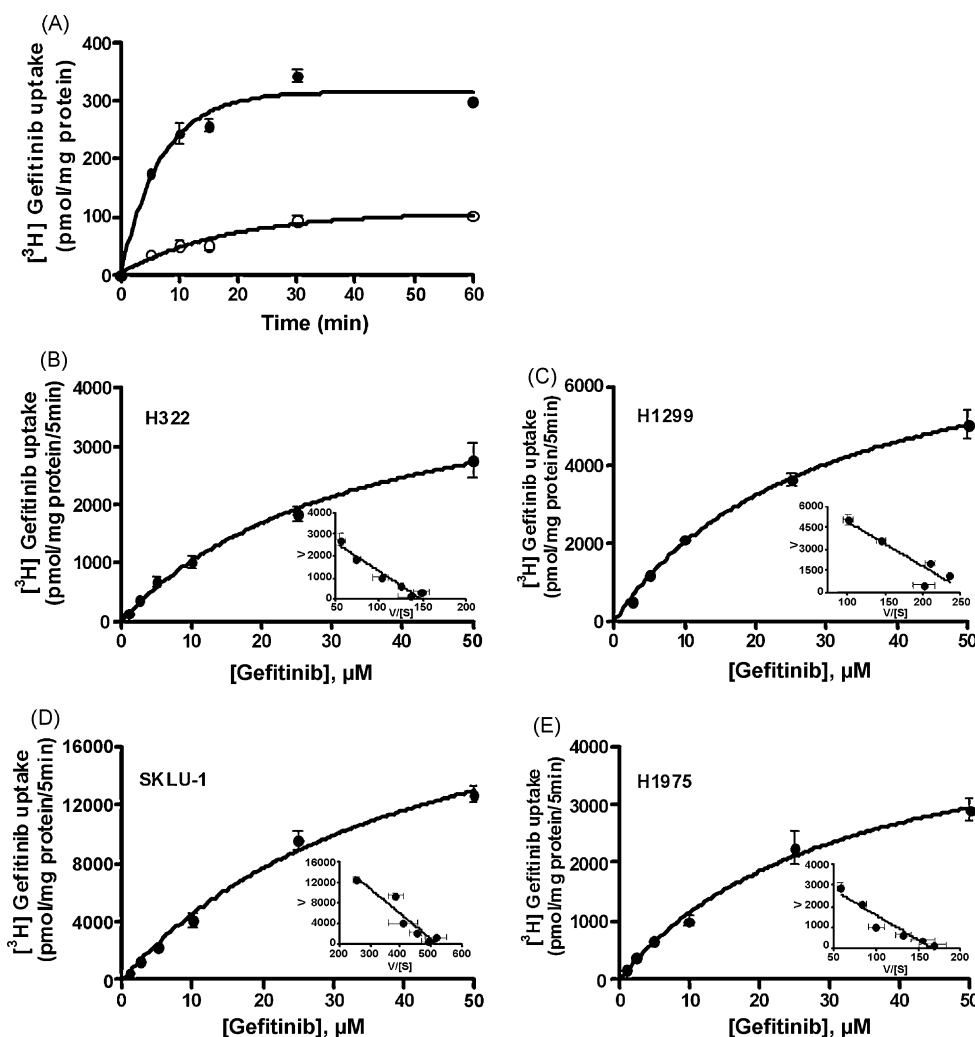 (A)
[³H] Gefitinib uptake
(pmol/mg protein)
400
300
200
100
0
0 10 20 30 40 50 60
Time (min)
(B)
H322
[³H] Gefitinib uptake
(pmol/mg protein/5min)
4000
3000
2000
1000
0
0 10 20 30 40 50
[Gefitinib], µM
V
4000
3000
2000
1000
0
50 100 150 200
V/[S]
(C)
H1299
[³H] Gefitinib uptake
(pmol/mg protein/5min)
6000
4000
2000
0
0 10 20 30 40 50
[Gefitinib], µM
V
6000
4500
3000
1500
0
100 150 200 250
V/[S]
(D)
SKLU-1
[³H] Gefitinib uptake
(pmol/mg protein/5min)
16000
12000
8000
4000
0
0 10 20 30 40 50
[Gefitinib], µM
V
16000
12000
8000
4000
0
200 300 400 500 600
V/[S]
(E)
H1975
[³H] Gefitinib uptake
(pmol/mg protein/5min)
4000
3000
2000
1000
0
0 10 20 30 40 50
[Gefitinib], µM
V
4000
3000
2000
1000
0
50 100 150 200
V/[S]